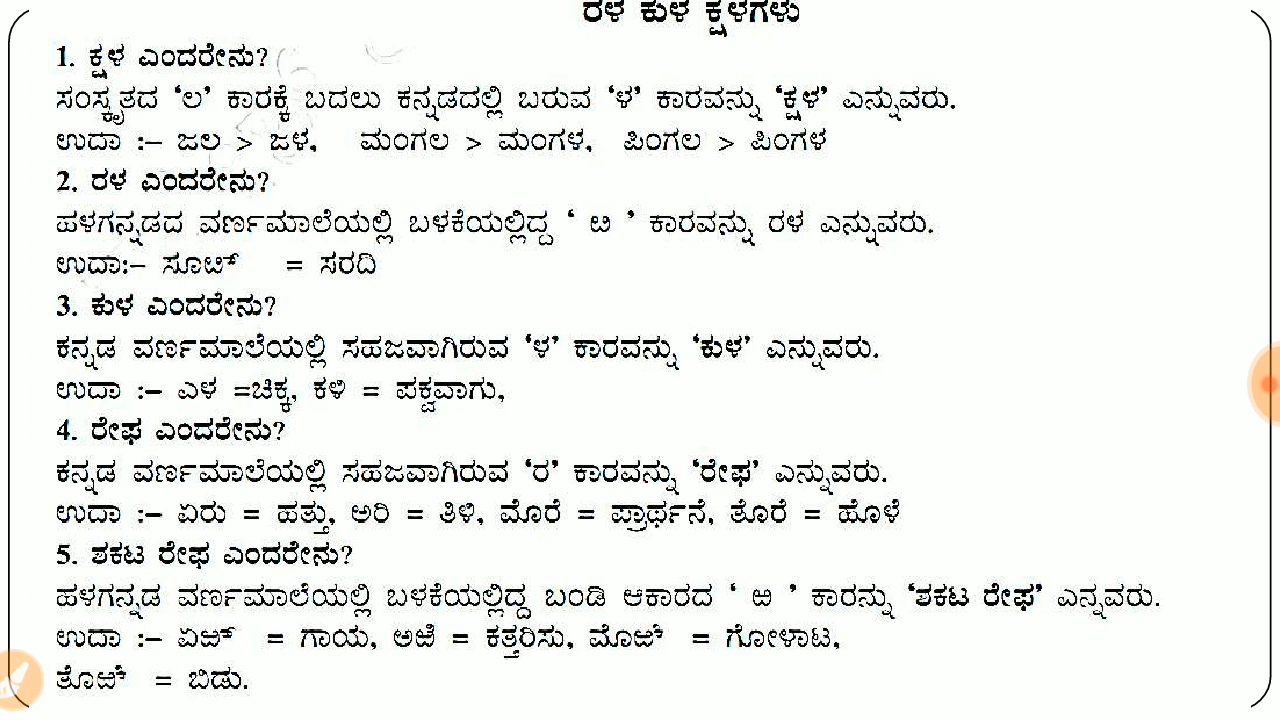 ರಳ ಕುಳ ಕ್ಷಳಗಳು
1. ಕ್ಷಳ ಎಂದರೇನು?
ಸಂಸ್ಕೃತದ ‘ಲ’ ಕಾರಕ್ಕೆ ಬದಲು ಕನ್ನಡದಲ್ಲಿ ಬರುವ ‘ಳ’ ಕಾರವನ್ನು ‘ಕ್ಷಳ’ ಎನ್ನುವರು.
ಉದಾ :– ಜಲ > ಜಳ, ಮಂಗಲ > ಮಂಗಳ, ಪಿಂಗಲ > ಪಿಂಗಳ
2. ರಳ ಎಂದರೇನು?
ಹಳಗನ್ನಡದ ವರ್ಣಮಾಲೆಯಲ್ಲಿ ಬಳಕೆಯಲ್ಲಿದ್ದ ‘ ೞ ’ ಕಾರವನ್ನು ರಳ ಎನ್ನುವರು.
ಉದಾ:– ಸೂೞ್ = ಸರದಿ
3. ಕುಳ ಎಂದರೇನು?
ಕನ್ನಡ ವರ್ಣಮಾಲೆಯಲ್ಲಿ ಸಹಜವಾಗಿರುವ ‘ಳ’ ಕಾರವನ್ನು ‘ಕುಳ’ ಎನ್ನುವರು.
ಉದಾ :– ಎಳ =ಚಿಕ್ಕ, ಕಳಿ = ಪಕ್ವವಾಗು,
4. ರೇಫ ಎಂದರೇನು?
ಕನ್ನಡ ವರ್ಣಮಾಲೆಯಲ್ಲಿ ಸಹಜವಾಗಿರುವ ‘ರ’ ಕಾರವನ್ನು ‘ರೇಫ’ ಎನ್ನುವರು.
ಉದಾ :– ಏರು = ಹತ್ತು, ಅರಿ = ತಿಳಿ, ಮೊರೆ = ಪ್ರಾರ್ಥನೆ, ತೊರೆ = ಹೊಳೆ
5. ಶಕಟ ರೇಫ ಎಂದರೇನು?
ಹಳಗನ್ನಡ ವರ್ಣಮಾಲೆಯಲ್ಲಿ ಬಳಕೆಯಲ್ಲಿದ್ದ ಬಂಡಿ ಆಕಾರದ ‘ ಱ ’ ಕಾರನ್ನು ‘ಶಕಟ ರೇಫ’ ಎನ್ನವರು.
ಉದಾ :– ಏಱ್ = ಗಾಯ, ಅಱಿ = ಕತ್ತರಿಸು, ಮೊಱೆ = ಗೋಳಾಟ,
ತೊಱೆ = ಬಿಡು.